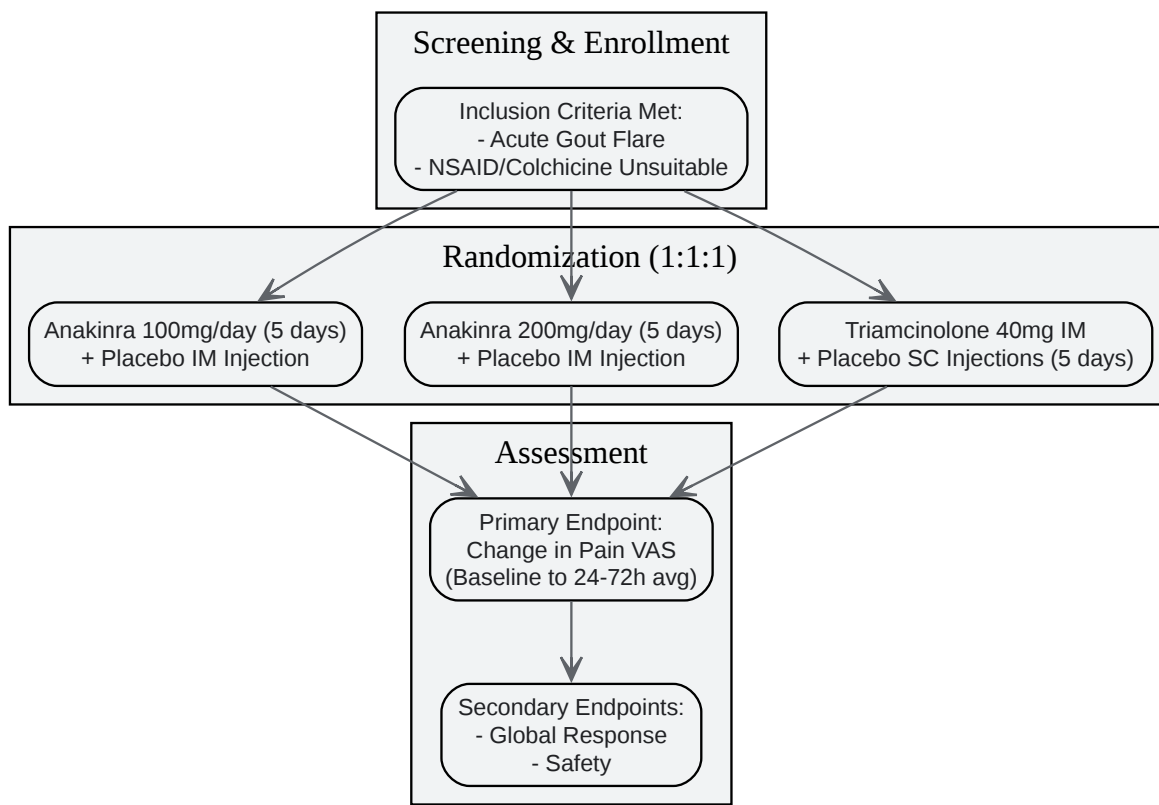 Screening & Enrollment
Inclusion Criteria Met:
- Acute Gout Flare
- NSAID/Colchicine Unsuitable
Randomization (1:1:1)
Anakinra 100mg/day (5 days)
+ Placebo IM Injection
Anakinra 200mg/day (5 days)
+ Placebo IM Injection
Triamcinolone 40mg IM
+ Placebo SC Injections (5 days)
Assessment
Primary Endpoint:
Change in Pain VAS
(Baseline to 24-72h avg)
Secondary Endpoints:
- Global Response
- Safety